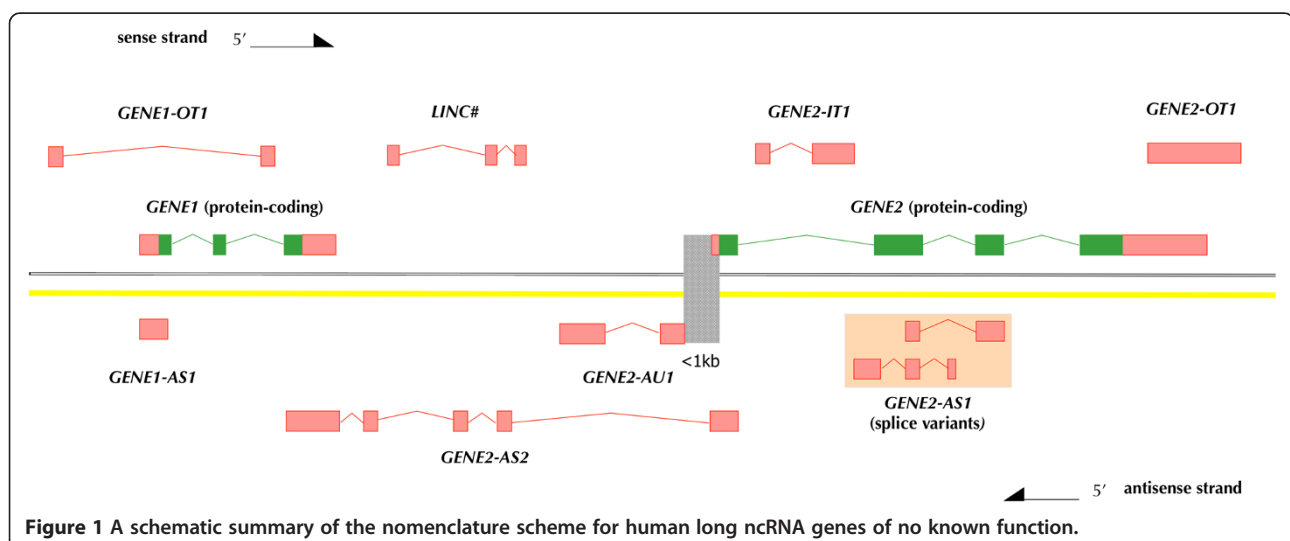 sense strand 5′
GENE1-OT1
LINC#
GENE2-IT1
GENE2-OT1
GENE1 (protein-coding)
GENE2 (protein-coding)
<1kb
GENE1-AS1
GENE2-AU1
GENE2-AS1
(splice variants)
GENE2-AS2
5′ antisense strand
Figure 1 A schematic summary of the nomenclature scheme for human long ncRNA genes of no known function.